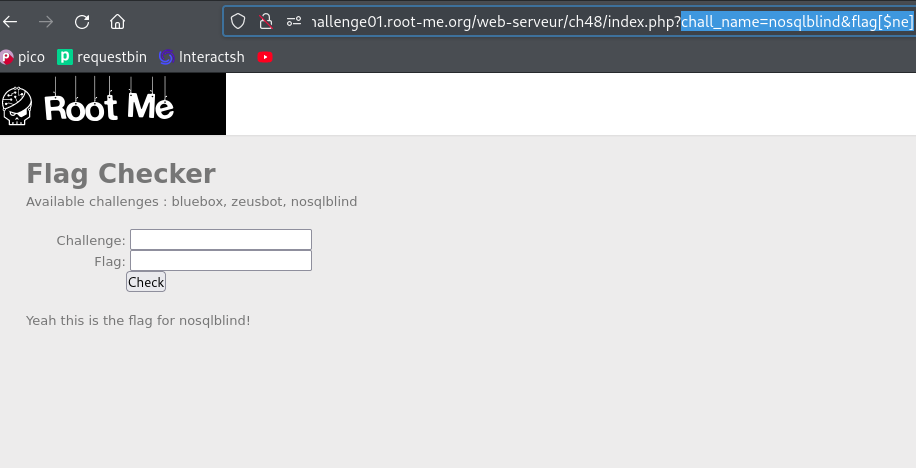 hallenge01.root-me.org/web-serveur/ch48/index.php?chall_name=nosqlblind&flag[$ne]
pico requestbin Interactsh
Root Me
Flag Checker
Available challenges : bluebox, zeusbot, nosqlblind
Challenge:
Flag:
Check
Yeah this is the flag for nosqlblind!